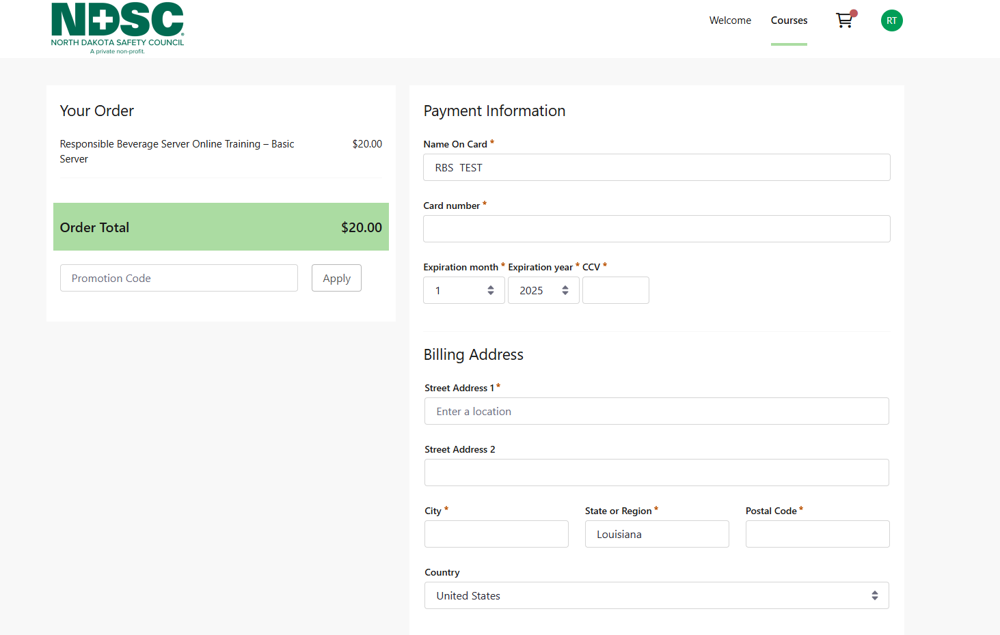 NDSC®
NORTH DAKOTA SAFETY COUNCIL
A private non-profit.
Welcome
Courses
RT
Your Order
Responsible Beverage Server Online Training – Basic
Server
$20.00
Order Total
$20.00
Promotion Code
Apply
Payment Information
Name On Card *
RBS  TEST
Card number *
Expiration month * Expiration year * CCV *
1
2025
Billing Address
Street Address 1 *
Enter a location
Street Address 2
City *
State or Region *
Postal Code *
Louisiana
Country
United States